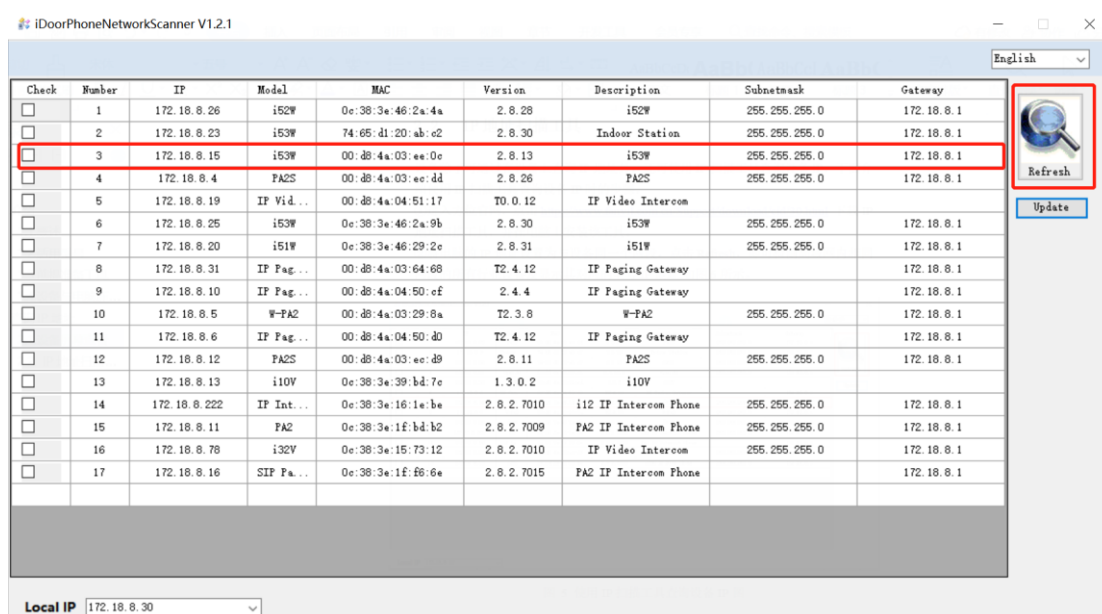 iDoorPhoneNetworkScanner V1.2.1
English
Check Number IP Model MAC Version Description Subnetmask Gateway
1 172.18.8.26 i52W 0c:38:3e:46:2a:4a 2.8.28 i52W 255.255.255.0 172.18.8.1
2 172.18.8.23 i53W 74:65:d1:20:ab:c2 2.8.30 Indoor Station 255.255.255.0 172.18.8.1
3 172.18.8.15 i53W 00:d8:4a:03:ee:0c 2.8.13 i53W 255.255.255.0 172.18.8.1
4 172.18.8.4 PA2S 00:d8:4a:03:ec:dd 2.8.26 PA2S 255.255.255.0 172.18.8.1
5 172.18.8.19 IP Vid... 00:d8:4a:04:51:17 T0.0.12 IP Video Intercom 172.18.8.1
6 172.18.8.25 i53W 0c:38:3e:46:2a:9b 2.8.30 i53W 255.255.255.0 172.18.8.1
7 172.18.8.20 i51W 0c:38:3e:46:29:2c 2.8.31 i51W 255.255.255.0 172.18.8.1
8 172.18.8.31 IP Pag... 00:d8:4a:03:64:68 T2.4.12 IP Paging Gateway 172.18.8.1
9 172.18.8.10 IP Pag... 00:d8:4a:04:50:cf 2.4.4 IP Paging Gateway 172.18.8.1
10 172.18.8.5 W-PA2 00:d8:4a:03:29:8a T2.3.8 W-PA2 255.255.255.0 172.18.8.1
11 172.18.8.6 IP Pag... 00:d8:4a:04:50:d0 T2.4.12 IP Paging Gateway 172.18.8.1
12 172.18.8.12 PA2S 00:d8:4a:03:ec:d9 2.8.11 PA2S 255.255.255.0 172.18.8.1
13 172.18.8.13 i10V 0c:38:3e:39:bd:7c 1.3.0.2 i10V
14 172.18.8.222 IP Int... 0c:38:3e:16:1e:be 2.8.2.7010 i12 IP Intercom Phone 255.255.255.0 172.18.8.1
15 172.18.8.11 PA2 0c:38:3e:1f:bd:b2 2.8.2.7009 PA2 IP Intercom Phone 255.255.255.0 172.18.8.1
16 172.18.8.78 i32V 0c:38:3e:15:73:12 2.8.2.7010 IP Video Intercom 255.255.255.0 172.18.8.1
17 172.18.8.16 SIP Pa... 0c:38:3e:1f:f6:6e 2.8.2.7015 PA2 IP Intercom Phone 172.18.8.1
Refresh
Update
Local IP 172.18.8.30